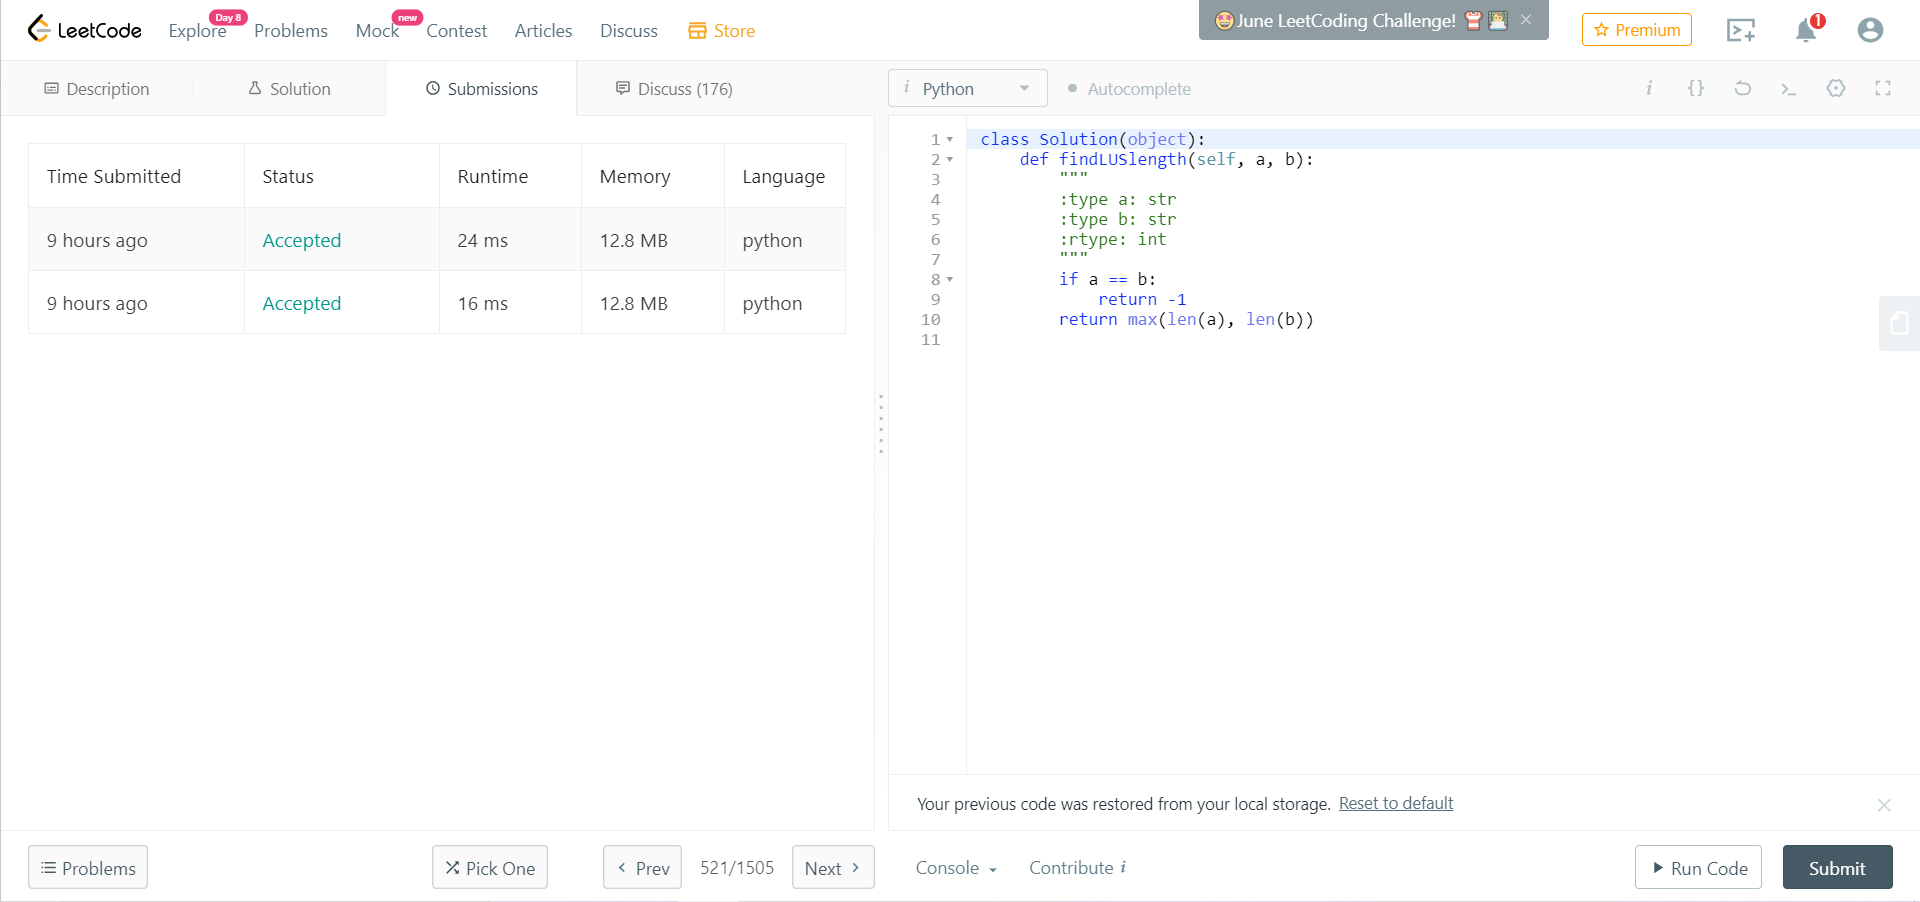 LeetCode Explore Day 8 Problems Mock new Contest Articles Discuss Store June LeetCoding Challenge! Premium 1
Description Solution Submissions Discuss (176)
Time Submitted Status Runtime Memory Language
9 hours ago Accepted 24 ms 12.8 MB python
9 hours ago Accepted 16 ms 12.8 MB python
i Python Autocomplete i {} >_
1 class Solution(object):
2 def findLUSlength(self, a, b):
3 """
4 :type a: str
5 :type b: str
6 :rtype: int
7 """
8 if a == b:
9 return -1
10 return max(len(a), len(b))
11
Your previous code was restored from your local storage. Reset to default
Problems Pick One Prev 521/1505 Next Console Contribute i Run Code Submit